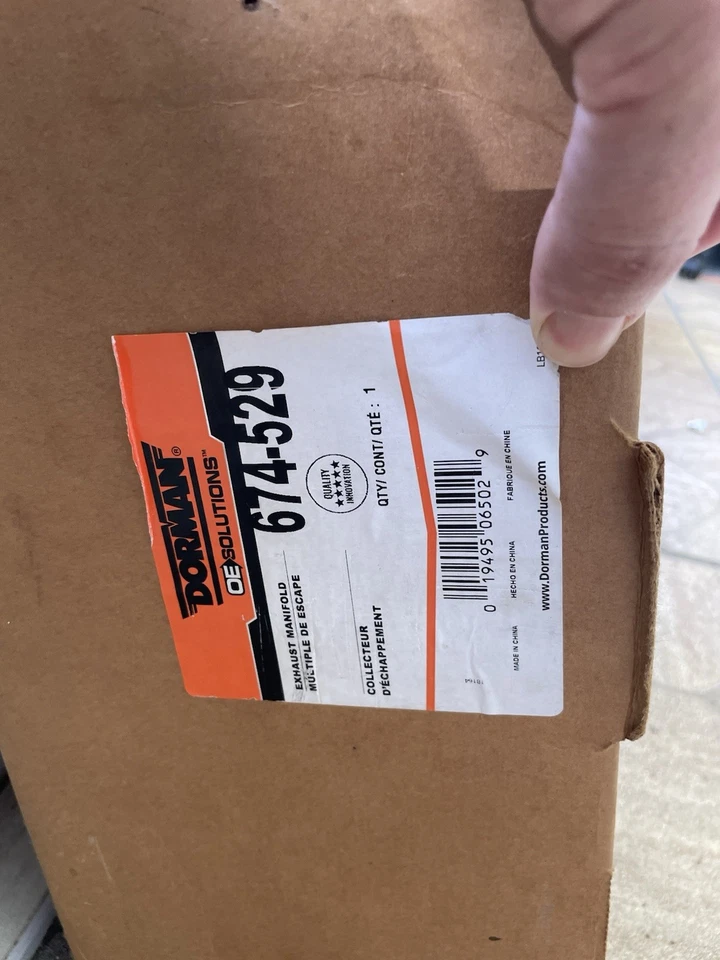 DORMAN®
OE SOLUTIONS™
674-529
EXHAUST MANIFOLD
MÚLTIPLE DE ESCAPE
QUALITY
INNOVATION
COLLECTEUR
D'ÉCHAPPEMENT
QTY/ CONT/ QTÉ : 1
0 19495 06502 9
MADE IN CHINA
HECHO EN CHINA
FABRIQUÉ EN CHINE
www.DormanProducts.com